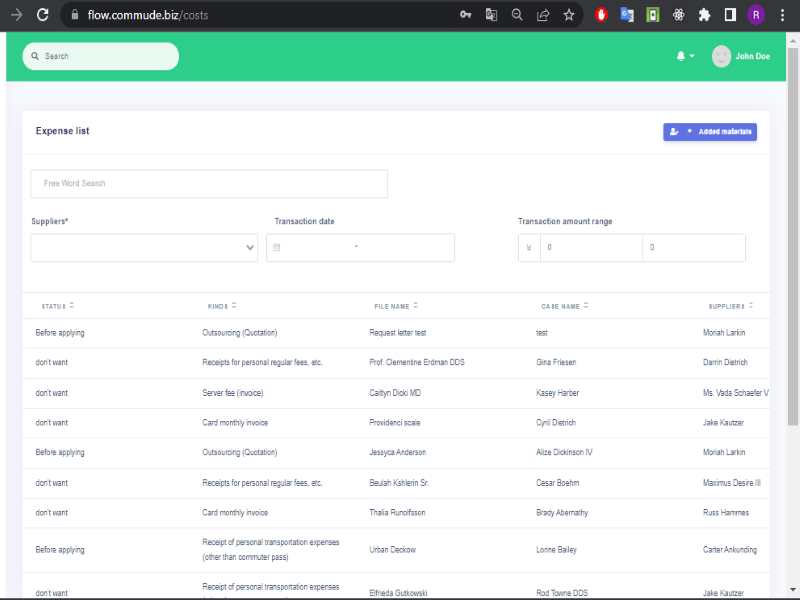 flow.commude.biz/costs
R
Search
John Doe
Expense list
Added materials
Free Word Search
Suppliers* Transaction date Transaction amount range
¥ 0 0
STATUS KINDS FILE NAME CASE NAME SUPPLIERS
Before applying Outsourcing (Quotation) Request letter test test Moriah Larkin
don't want Receipts for personal regular fees, etc. Prof. Clementine Erdman DDS Gina Friesen Darrin Dietrich
don't want Server fee (invoice) Caitlyn Dicki MD Kasey Harber Ms. Vada Schaefer V
don't want Card monthly invoice Providenci scale Cyril Dietrich Jake Kautzer
Before applying Outsourcing (Quotation) Jessyca Anderson Alize Dickinson IV Moriah Larkin
don't want Receipts for personal regular fees, etc. Beulah Kshlerin Sr. Cesar Boehm Maximus Desire III
don't want Card monthly invoice Thalia Runolfsson Brady Abernathy Russ Hammes
Before applying Receipt of personal transportation expenses Urban Deckow Lorine Bailey Carter Ankunding
(other than commuter pass)
don't want Receipt of personal transportation expenses Elfrieda Gutkowski Rod Towne DDS Jake Kautzer